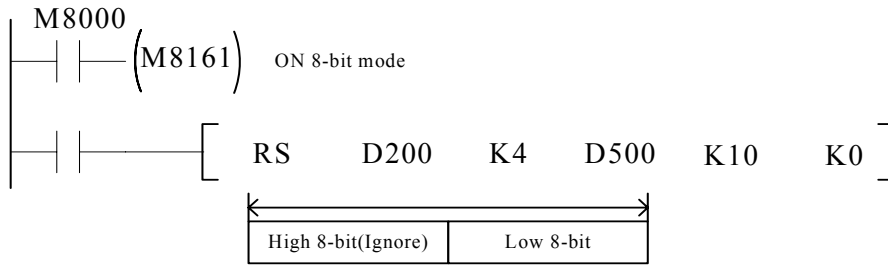 M8000
(M8161) ON 8-bit mode
[ RS D200 K4 D500 K10 K0 ]
High 8-bit(Ignore) Low 8-bit